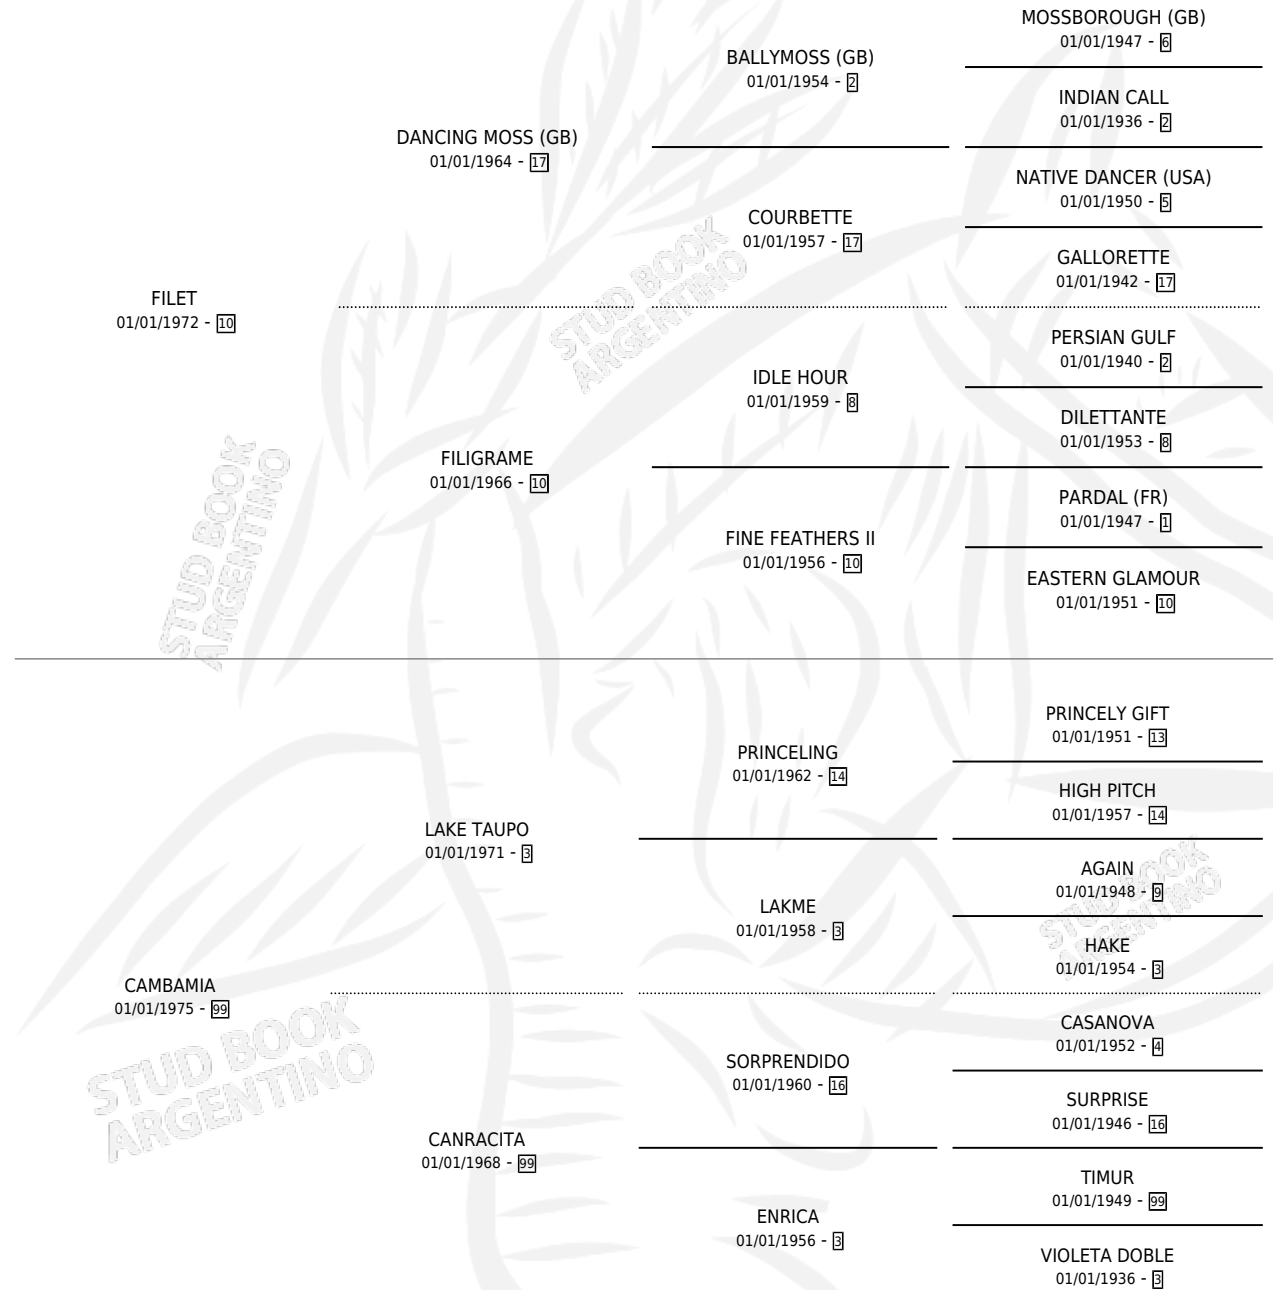 MOSSBOROUGH (GB)
01/01/1947 - 6
BALLYMOSS (GB)
01/01/1954 - 2
INDIAN CALL
01/01/1936 - 2
DANCING MOSS (GB)
01/01/1964 - 17
NATIVE DANCER (USA)
01/01/1950 - 5
COURBETTE
01/01/1957 - 17
GALLORETTE
01/01/1942 - 17
FILET
01/01/1972 - 10
PERSIAN GULF
01/01/1940 - 2
IDLE HOUR
01/01/1959 - 8
DILETTANTE
01/01/1953 - 8
FILIGRAME
01/01/1966 - 10
PARDAL (FR)
01/01/1947 - 1
FINE FEATHERS II
01/01/1956 - 10
EASTERN GLAMOUR
01/01/1951 - 10
STUD BOOK
ARGENTINO
STUD BOOK
ARGENTINO
PRINCELY GIFT
01/01/1951 - 13
PRINCELING
01/01/1962 - 14
HIGH PITCH
01/01/1957 - 14
LAKE TAUPO
01/01/1971 - 3
AGAIN
01/01/1948 - 9
LAKME
01/01/1958 - 3
HAKE
01/01/1954 - 3
CAMBAMIA
01/01/1975 - 99
CASANOVA
01/01/1952 - 4
SORPRENDIDO
01/01/1960 - 16
SURPRISE
01/01/1946 - 16
CANRACITA
01/01/1968 - 99
TIMUR
01/01/1949 - 99
ENRICA
01/01/1956 - 3
VIOLETA DOBLE
01/01/1936 - 3
STUD BOOK
ARGENTINO
STUD BOOK
ARGENTINO